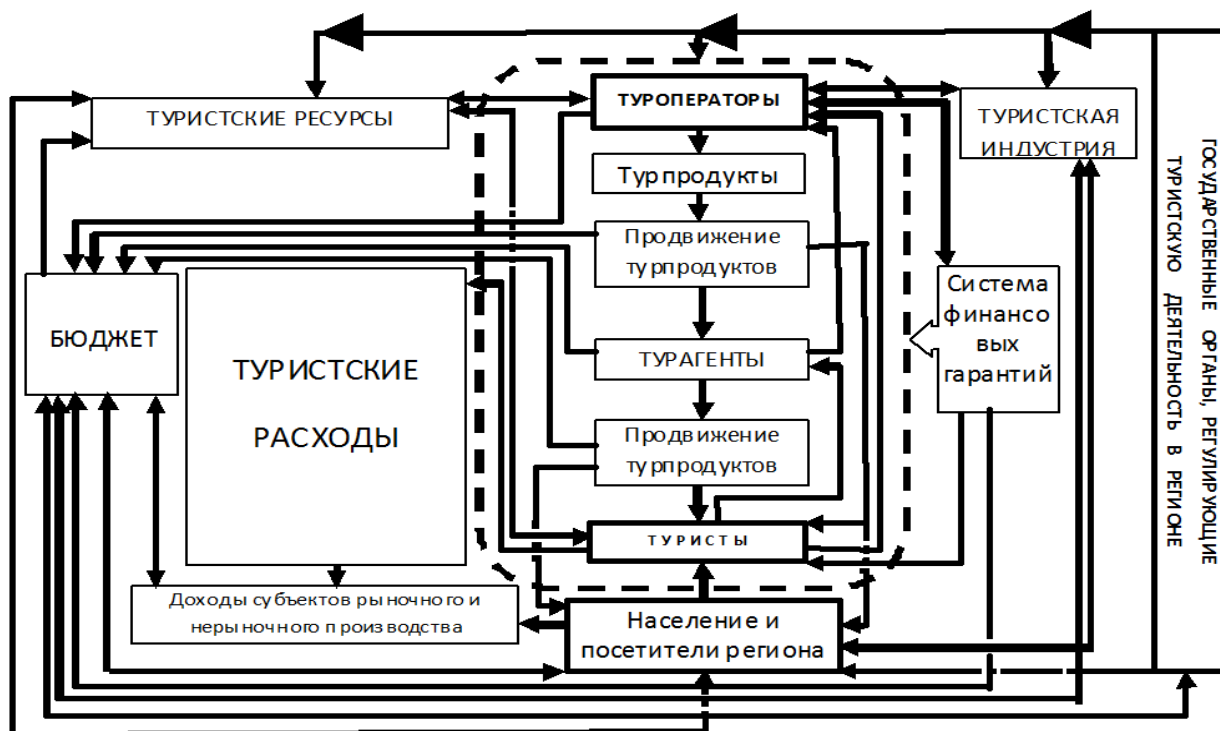 ТУРОПЕРАТОРЫ
ТУРИСТСКИЕ РЕСУРСЫ
ТУРИСТСКАЯ
ИНДУСТРИЯ
Турпродукты
Продвижение
турпродуктов
БЮДЖЕТ
ТУРИСТСКИЕ
РАСХОДЫ
Система
финансо
вых
гарантий
ТУРАГЕНТЫ
Продвижение
турпродуктов
ТУРИСТЫ
Доходы субъектов рыночного и
нерыночного производства
Население и
посетители региона
ГОСУДАРСТВЕННЫЕ ОРГАНЫ, РЕГУЛИРУЮЩИЕ
ТУРИСТСКУЮ ДЕЯТЕЛЬНОСТЬ В РЕГИОНЕ